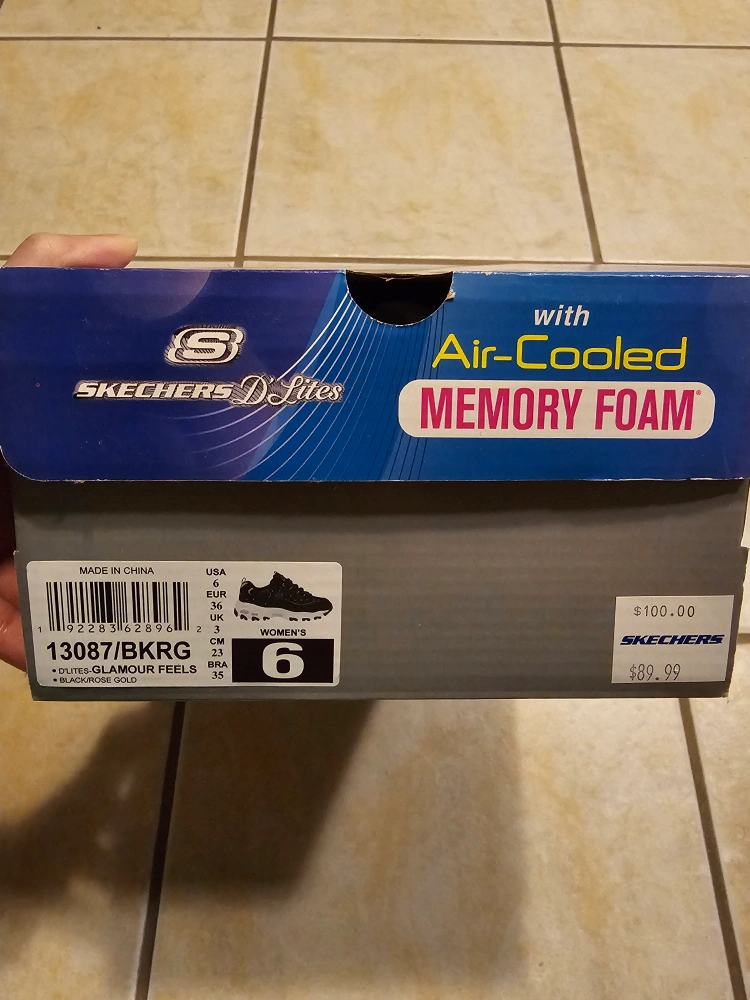 with
Air-Cooled
MEMORY FOAM
S
SKECHERS D'Lites
MADE IN CHINA
1 92283 62896 2
13087/BKRG
• D'LITES-GLAMOUR FEELS
• BLACK/ROSE GOLD
USA
6
EUR
36
UK
3
CM
23
BRA
35
WOMEN'S
6
$100.00
SKECHERS
$89.99